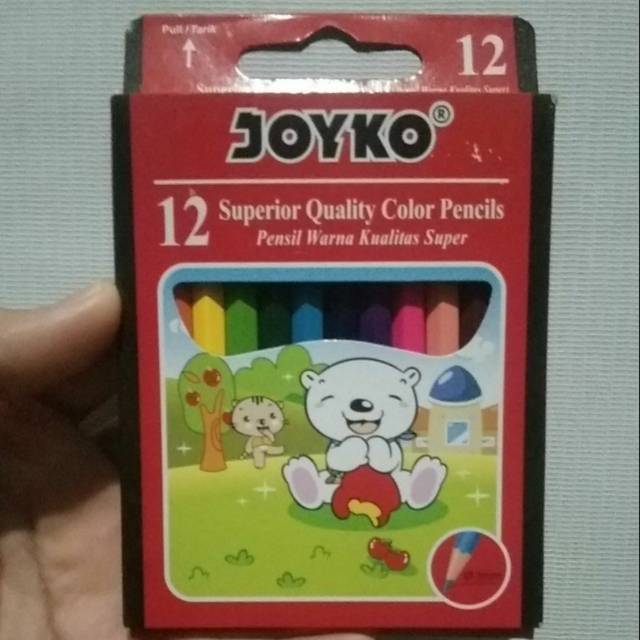 Pull / Tarik
12
JOYKO®
12 Superior Quality Color Pencils
Pensil Warna Kualitas Super